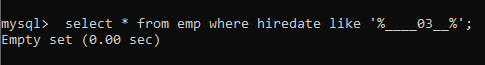 mysql>  select * from emp where hiredate like '%____03__%';
Empty set (0.00 sec)